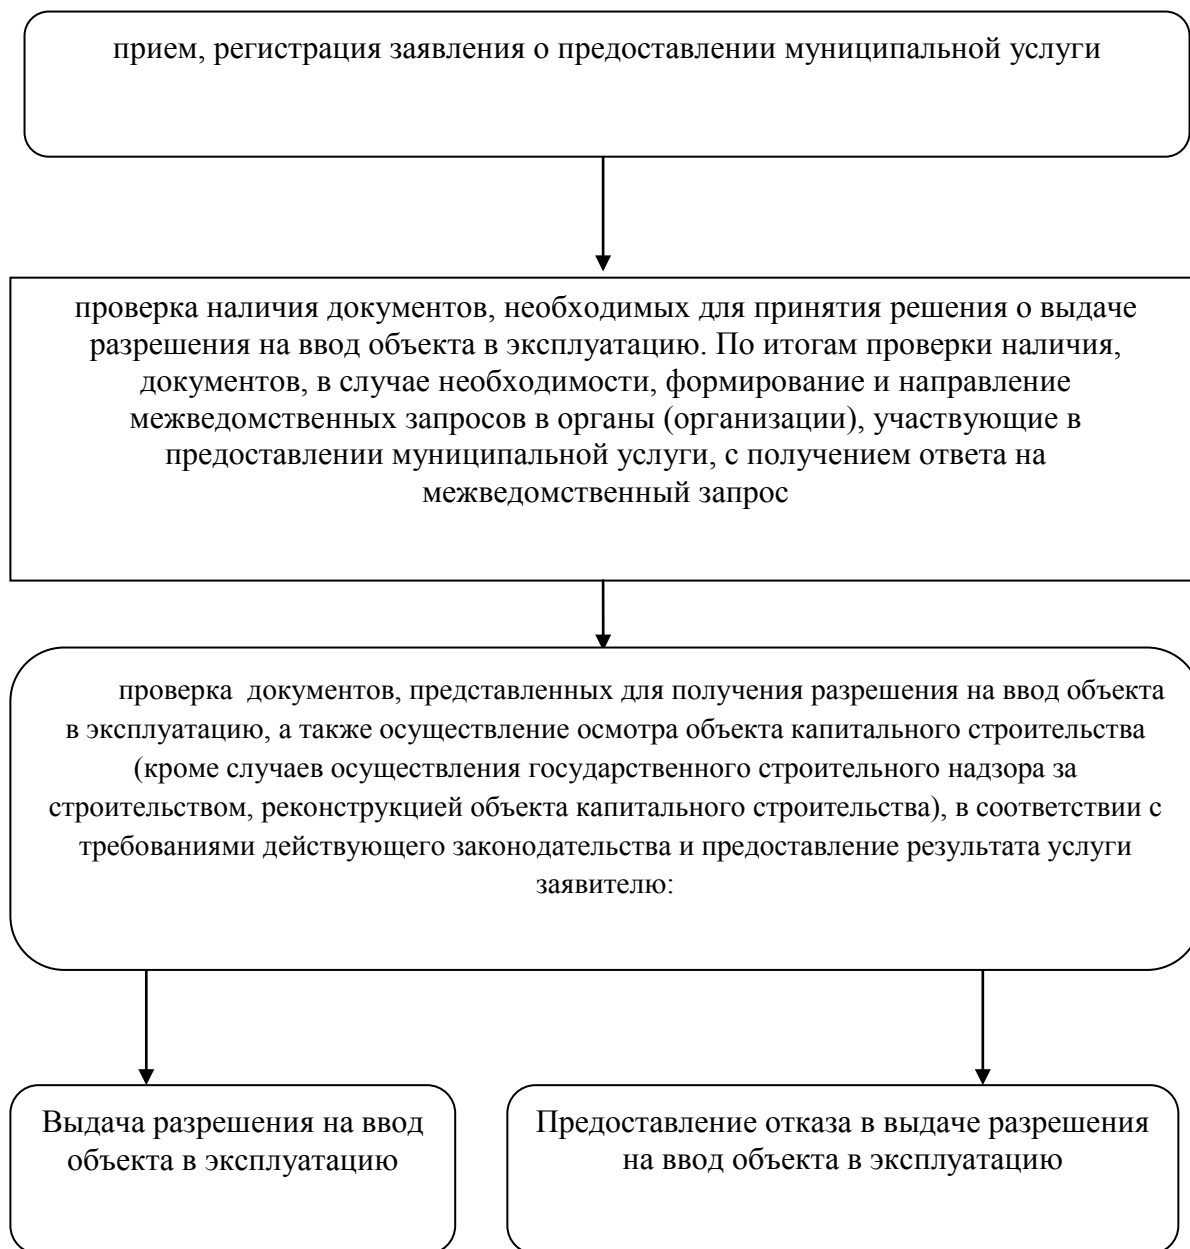 прием, регистрация заявления о предоставлении муниципальной услуги
проверка наличия документов, необходимых для принятия решения о выдаче
разрешения на ввод объекта в эксплуатацию. По итогам проверки наличия,
документов, в случае необходимости, формирование и направление
межведомственных запросов в органы (организации), участвующие в
предоставлении муниципальной услуги, с получением ответа на
межведомственный запрос
проверка  документов, представленных для получения разрешения на ввод объекта
в эксплуатацию, а также осуществление осмотра объекта капитального строительства
(кроме случаев осуществления государственного строительного надзора за
строительством, реконструкцией объекта капитального строительства), в соответствии с
требованиями действующего законодательства и предоставление результата услуги
заявителю:
Выдача разрешения на ввод
объекта в эксплуатацию
Предоставление отказа в выдаче разрешения
на ввод объекта в эксплуатацию